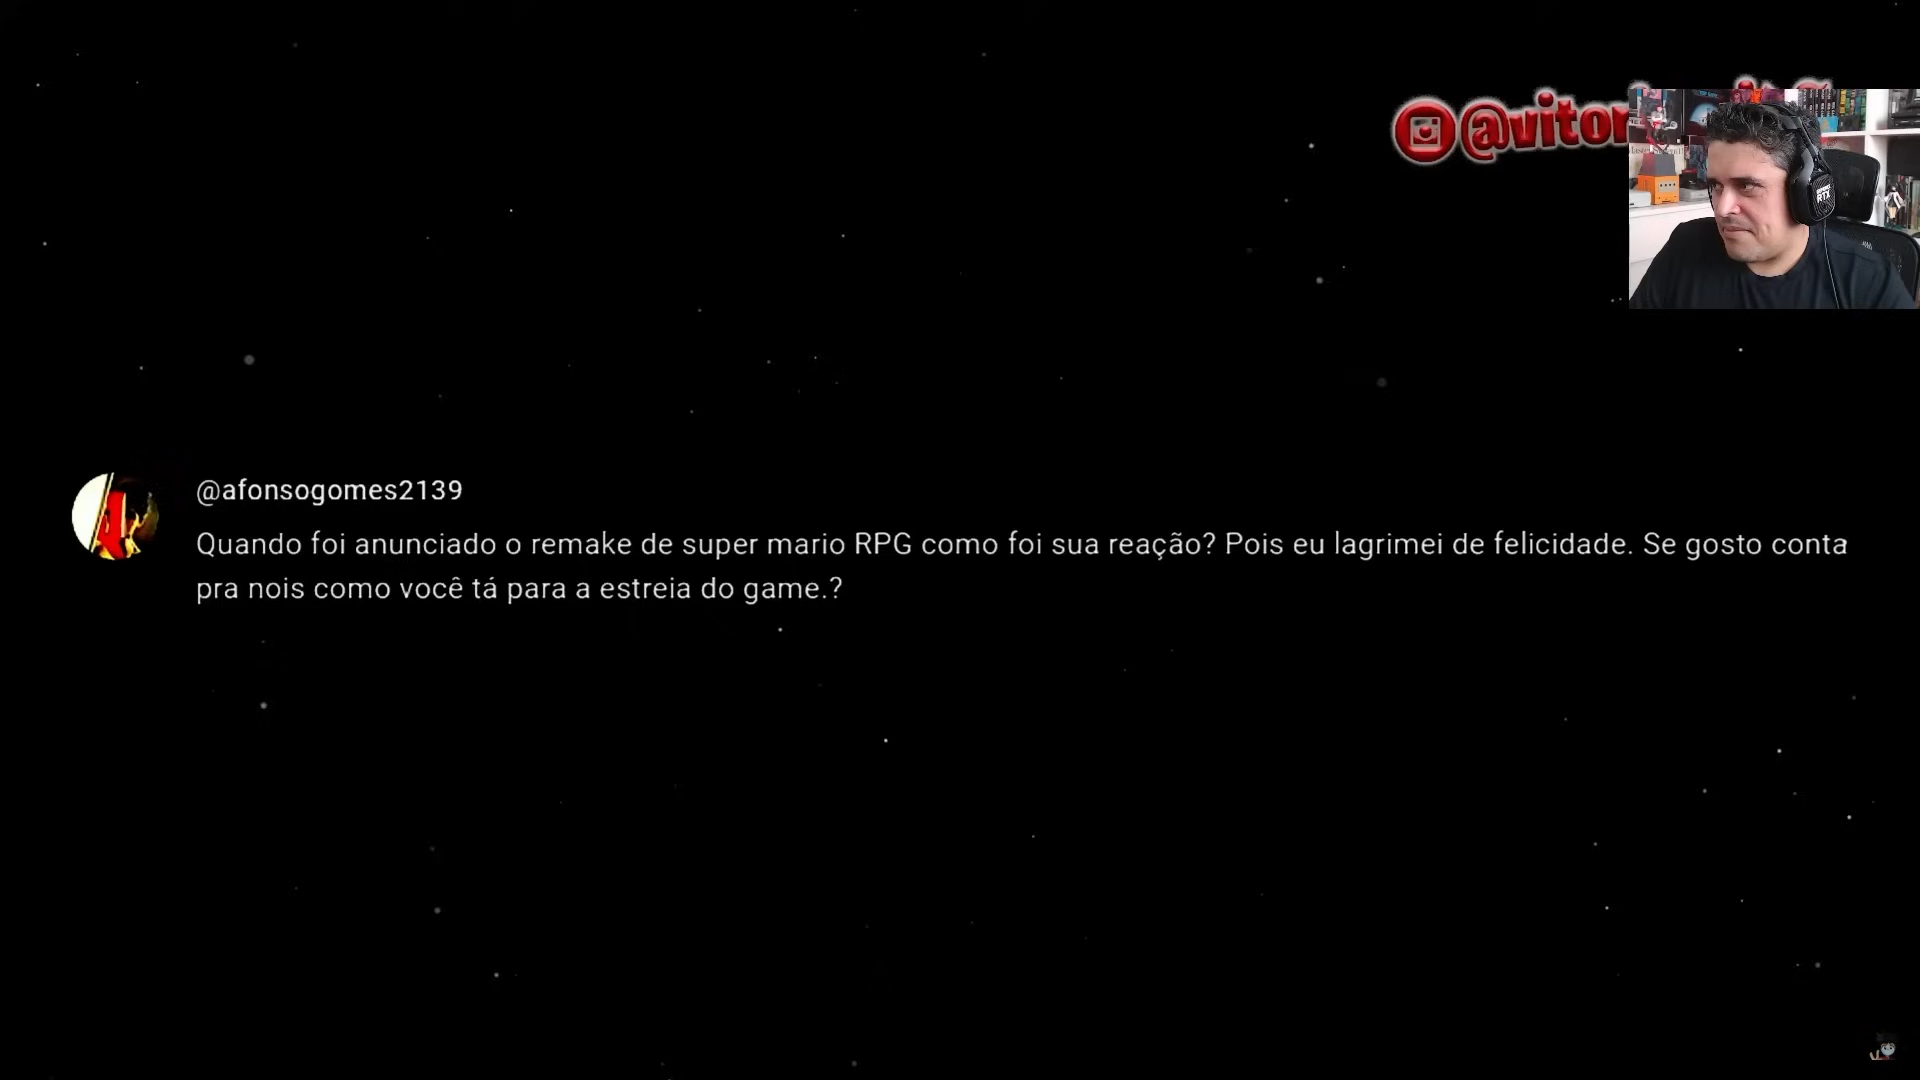 @vitor
@afonsogomes2139
Quando foi anunciado o remake de super mario RPG como foi sua reação? Pois eu lagrimei de felicidade. Se gosto conta
pra nois como você tá para a estreia do game.?
RTX